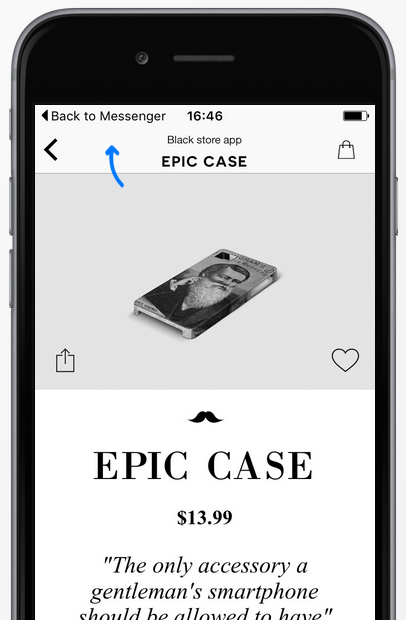 Back to Messenger 16:46
Black store app
EPIC CASE
EPIC CASE
$13.99
"The only accessory a
gentleman's smartphone
should be allowed to have"